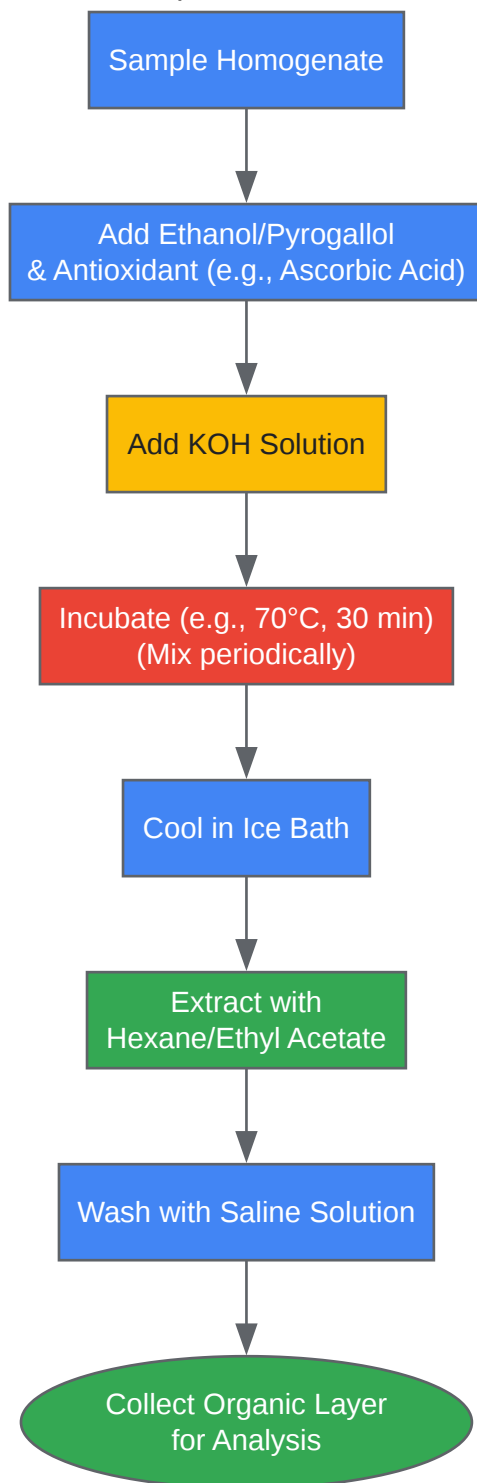 Sample Homogenate
Add Ethanol/Pyrogallol
& Antioxidant (e.g., Ascorbic Acid)
Add KOH Solution
Incubate (e.g., 70°C, 30 min)
(Mix periodically)
Cool in Ice Bath
Extract with
Hexane/Ethyl Acetate
Wash with Saline Solution
Collect Organic Layer
for Analysis